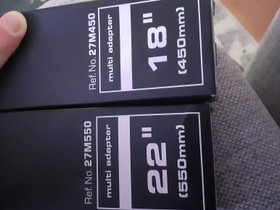 Ref.No.27M450
multi adapter
18"
(450mm)
Ref.No.27M550
multi adapter
22"
(550mm)